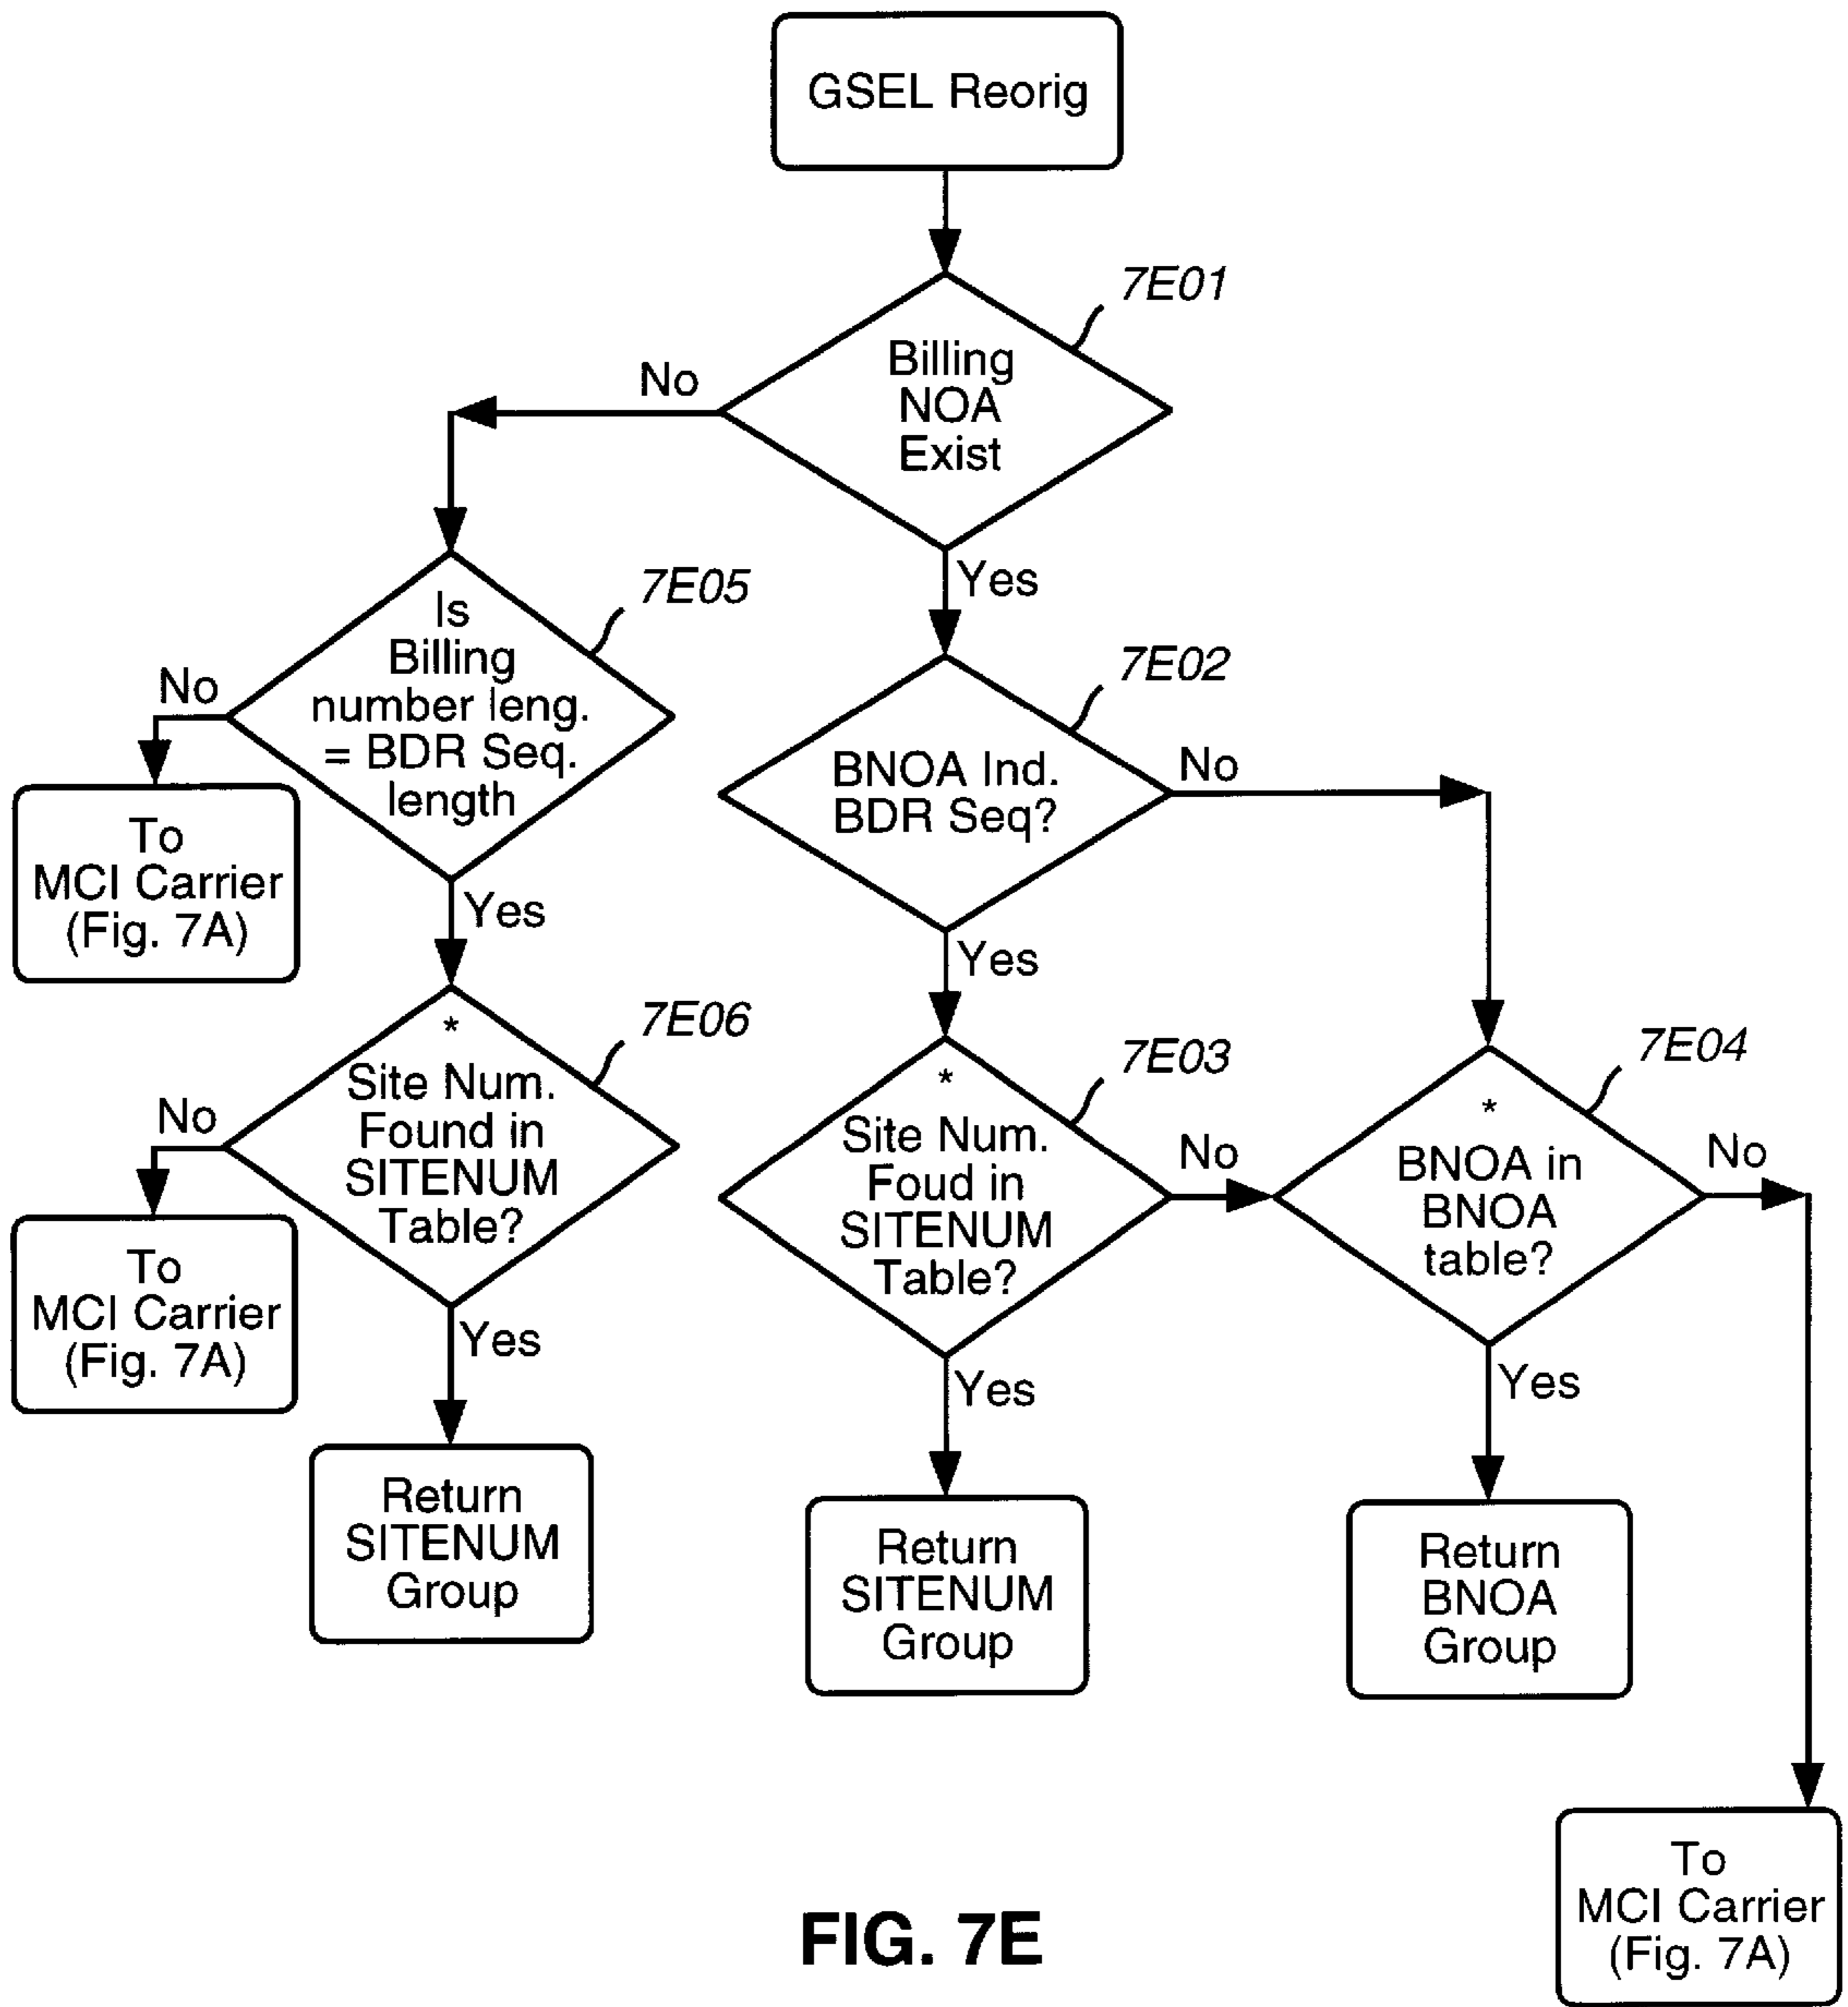 GSEL Reorig
7E01
Billing
NOA
Exist
No
Yes
7E05
Is
Billing
number leng.
= BDR Seq.
length
No
To
MCI Carrier
(Fig. 7A)
Yes
7E02
BNOA Ind.
BDR Seq?
No
Yes
7E06
*
Site Num.
Found in
SITENUM
Table?
No
To
MCI Carrier
(Fig. 7A)
Yes
Return
SITENUM
Group
7E03
*
Site Num.
Foud in
SITENUM
Table?
No
Yes
Return
SITENUM
Group
7E04
*
BNOA in
BNOA
table?
No
Yes
Return
BNOA
Group
To
MCI Carrier
(Fig. 7A)
FIG. 7E